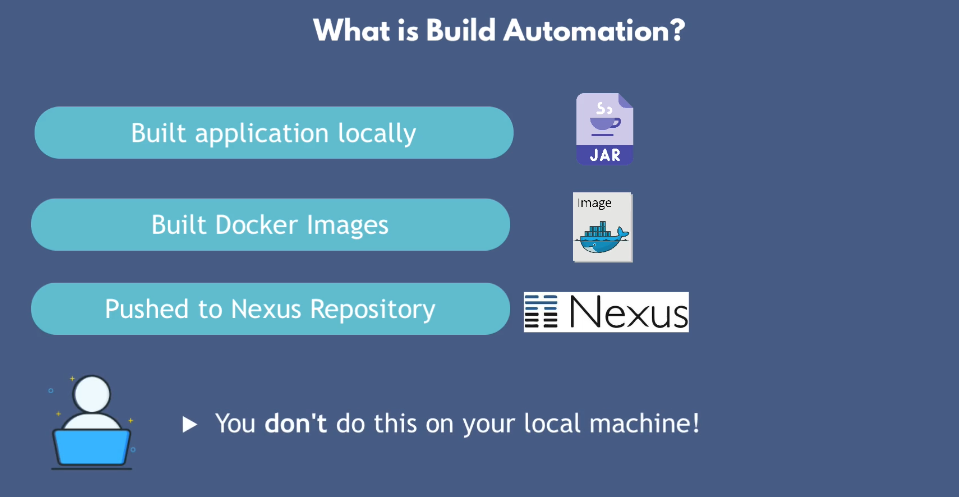 What is Build Automation?
Built application locally
JAR
Built Docker Images
Image
Pushed to Nexus Repository
Nexus
You don't do this on your local machine!